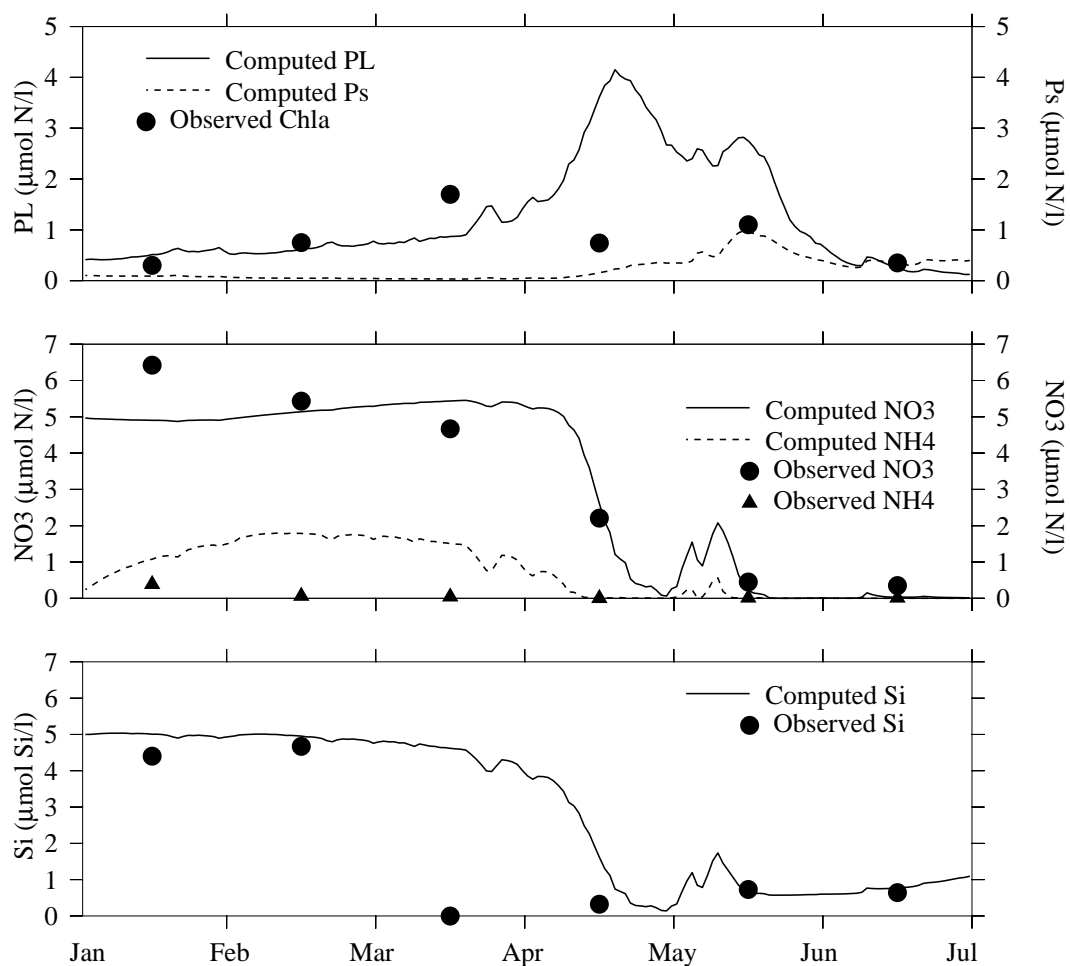 5
4
3
2
1
0
PL (μmol N/l)
Computed PL
Computed Ps
Observed Chla
5
4
3
2
1
0
Ps (μmol N/l)
7
6
5
4
3
2
1
0
NO3 (μmol N/l)
Computed NO3
Computed NH4
Observed NO3
Observed NH4
7
6
5
4
3
2
1
0
NO3 (μmol N/l)
7
6
5
4
3
2
1
0
Si (μmol Si/l)
Computed Si
Observed Si
Jan Feb Mar Apr May Jun Jul